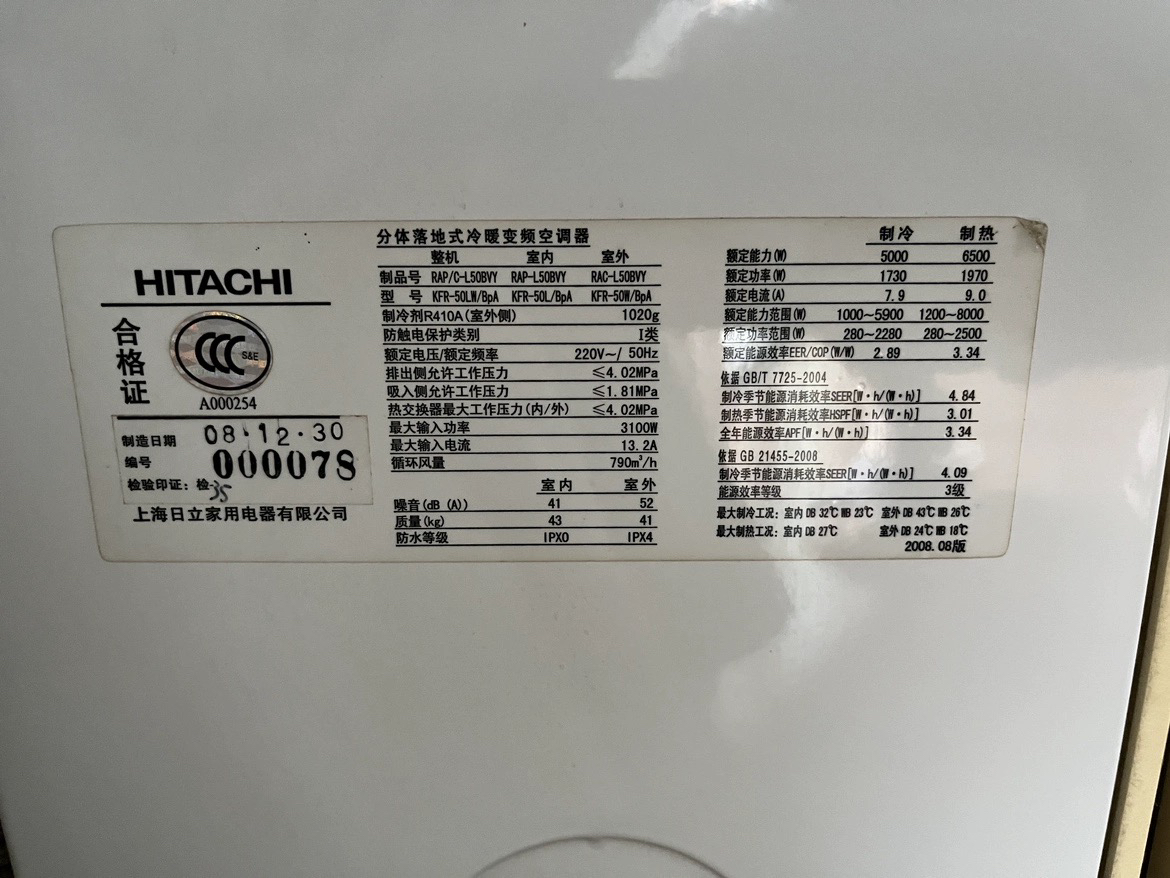 HITACHI
合格证
CCC S&E
A000254
制造日期 08·12·30
编号 000078
检验印证：检 35
上海日立家用电器有限公司
分体落地式冷暖变频空调器
整机 室内 室外
制品号 RAP/C-L50BVY RAP-L50BVY RAC-L50BVY
型 号 KFR-50LW/BpA KFR-50L/BpA KFR-50W/BpA
制冷剂R410A(室外侧) 1020g
防触电保护类别 I类
额定电压/额定频率 220V～/ 50Hz
排出侧允许工作压力 ≤4.02MPa
吸入侧允许工作压力 ≤1.81MPa
热交换器最大工作压力(内/外) ≤4.02MPa
最大输入功率 3100W
最大输入电流 13.2A
循环风量 790m³/h
室内 室外
噪音(dB (A)) 41 52
质量(kg) 43 41
防水等级 IPX0 IPX4
制冷 制热
额定能力(W) 5000 6500
额定功率(W) 1730 1970
额定电流(A) 7.9 9.0
额定能力范围(W) 1000～5900 1200～8000
额定功率范围(W) 280～2280 280～2500
额定能源效率EER/COP(W/W) 2.89 3.34
依据 GB/T 7725-2004
制冷季节能源消耗效率SEER[W·h/(W·h)] 4.84
制热季节能源消耗效率HSPF[W·h/(W·h)] 3.01
全年能源效率APF[W·h/(W·h)] 3.34
依据 GB 21455-2008
制冷季节能源消耗效率SEER[W·h/(W·h)] 4.09
能源效率等级 3级
最大制冷工况：室内 DB 32℃ WB 23℃ 室外 DB 43℃ WB 26℃
最大制热工况：室内 DB 27℃ 室外 DB 24℃ WB 18℃
2008.08版